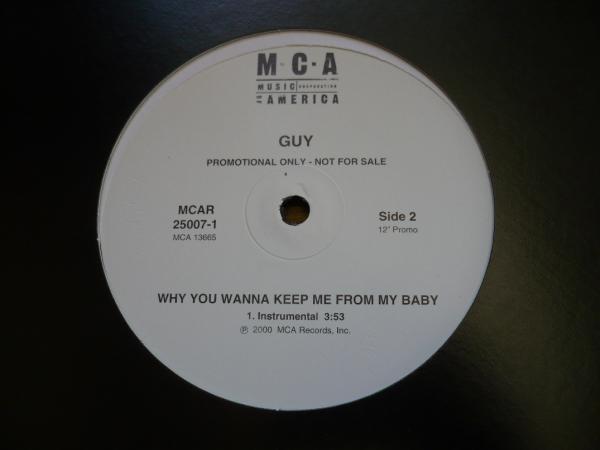 M·C·A
MUSIC CORPORATION
OF AMERICA
GUY
PROMOTIONAL ONLY - NOT FOR SALE
MCAR
25007-1
MCA 13665
Side 2
12" Promo
WHY YOU WANNA KEEP ME FROM MY BABY
1. Instrumental 3:53
℗ 2000 MCA Records, Inc.